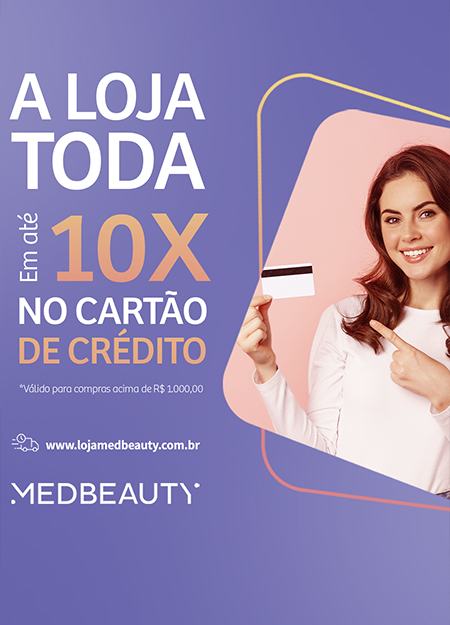 A LOJA
TODA
Em até
10X
NO CARTÃO
DE CRÉDITO
*Válido para compras acima de R$ 1.000,00
www.lojamedbeauty.com.br
MEDBEAUTY